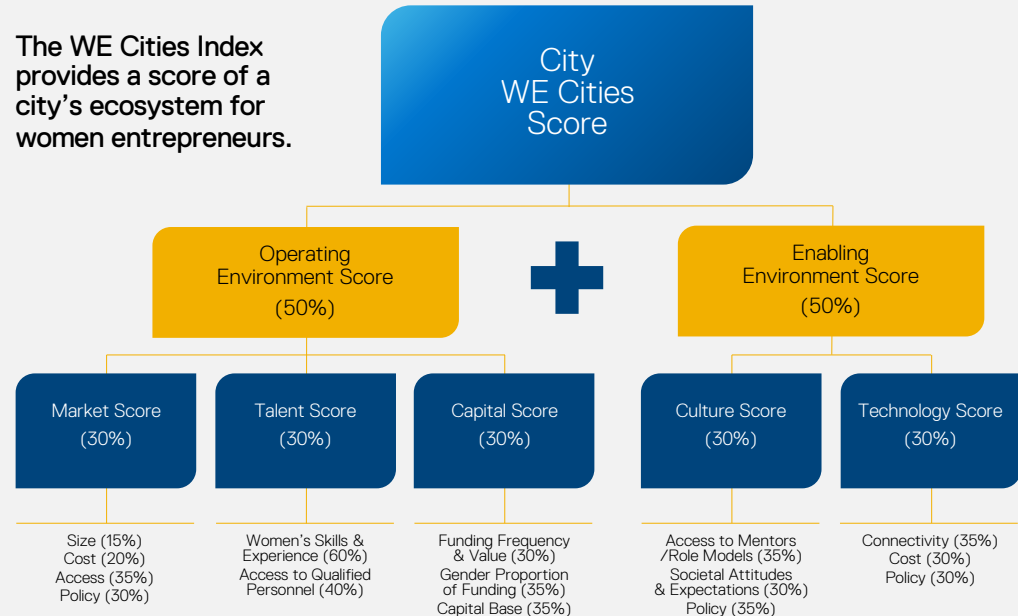 The WE Cities Index
provides a score of a
city's ecosystem for
women entrepreneurs.
City
WE Cities
Score
Operating
Environment Score
(50%)
Enabling
Environment Score
(50%)
Market Score
(30%)
Talent Score
(30%)
Capital Score
(30%)
Culture Score
(30%)
Technology Score
(30%)
Size (15%)
Cost (20%)
Access (35%)
Policy (30%)
Women's Skills &
Experience (60%)
Access to Qualified
Personnel (40%)
Funding Frequency
& Value (30%)
Gender Proportion
of Funding (35%)
Capital Base (35%)
Access to Mentors
/Role Models (35%)
Societal Attitudes
& Expectations (30%)
Policy (35%)
Connectivity (35%)
Cost (30%)
Policy (30%)